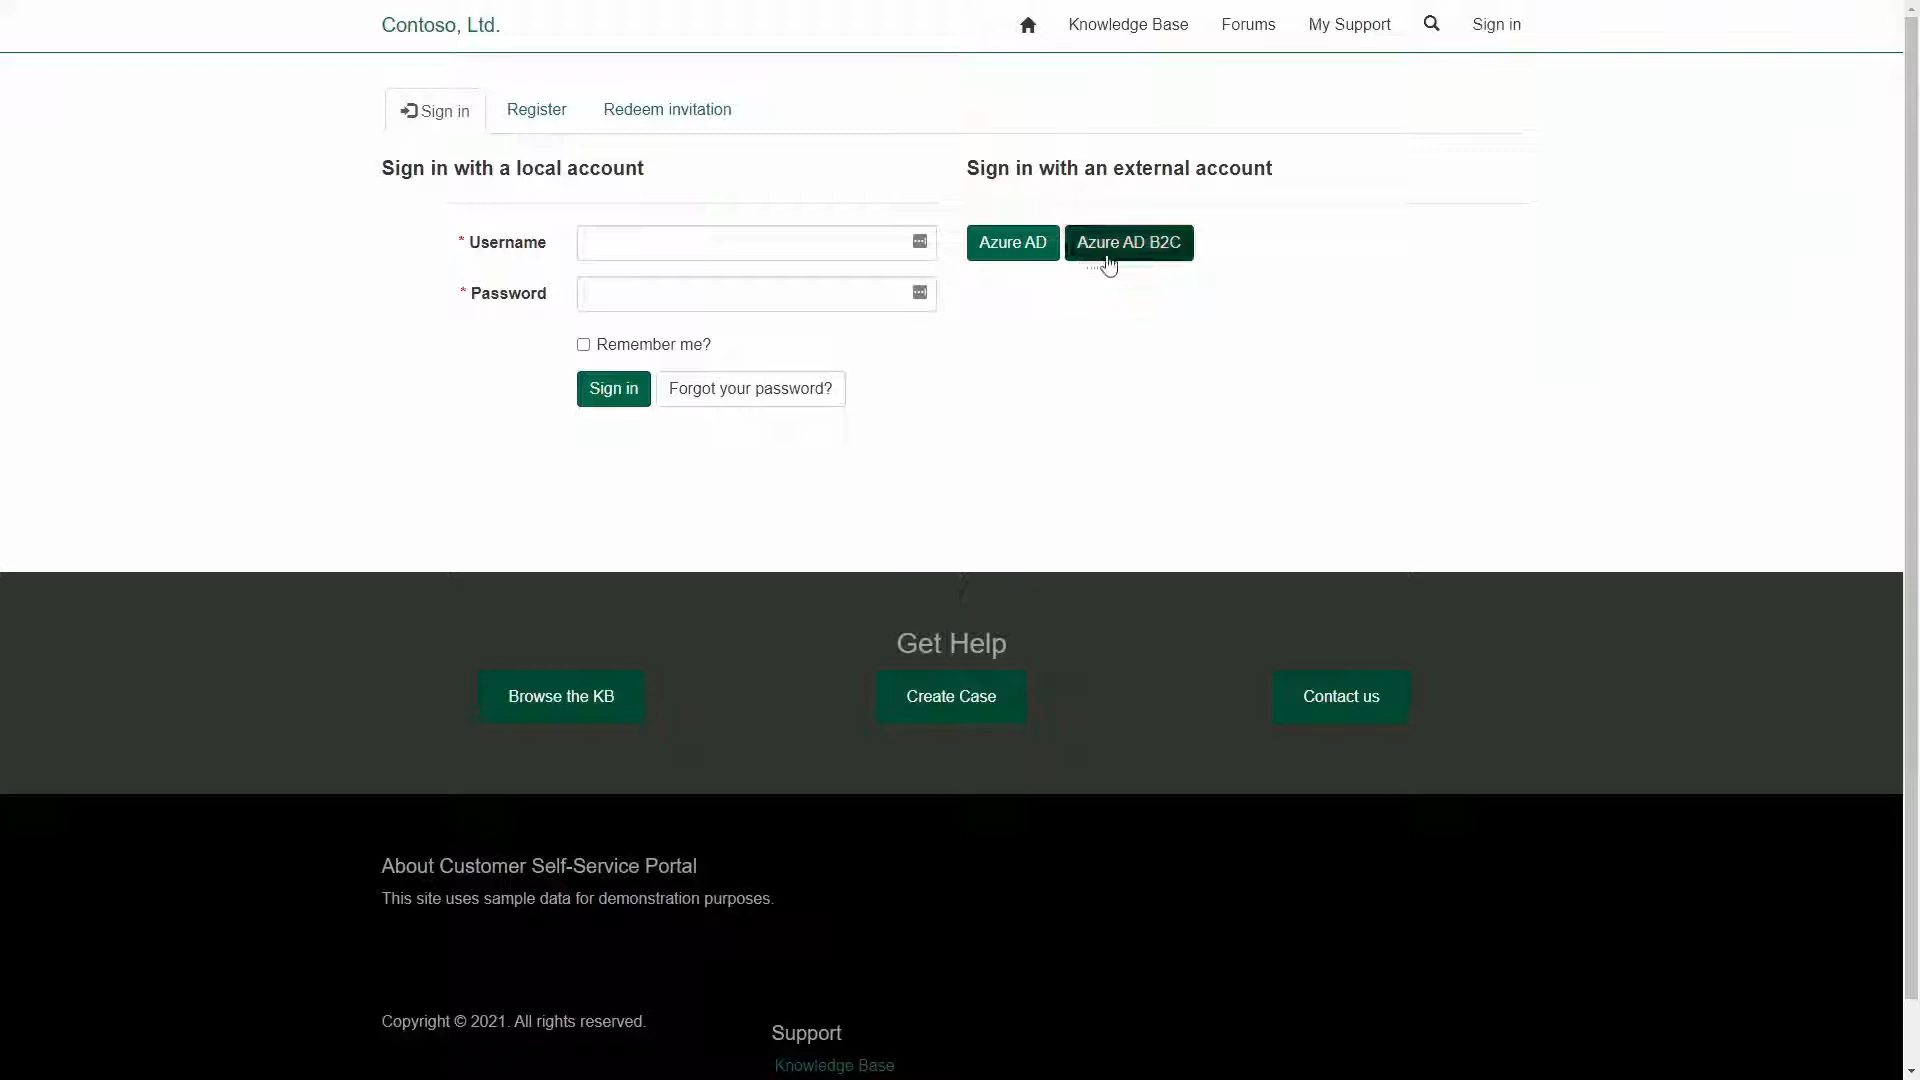 Contoso, Ltd.
Knowledge Base
Forums
My Support
Sign in
Sign in
Register
Redeem invitation
Sign in with a local account
Sign in with an external account
* Username
Azure AD
Azure AD B2C
* Password
Remember me?
Sign in
Forgot your password?
Get Help
Browse the KB
Create Case
Contact us
About Customer Self-Service Portal
This site uses sample data for demonstration purposes.
Copyright © 2021. All rights reserved.
Support
Knowledge Base